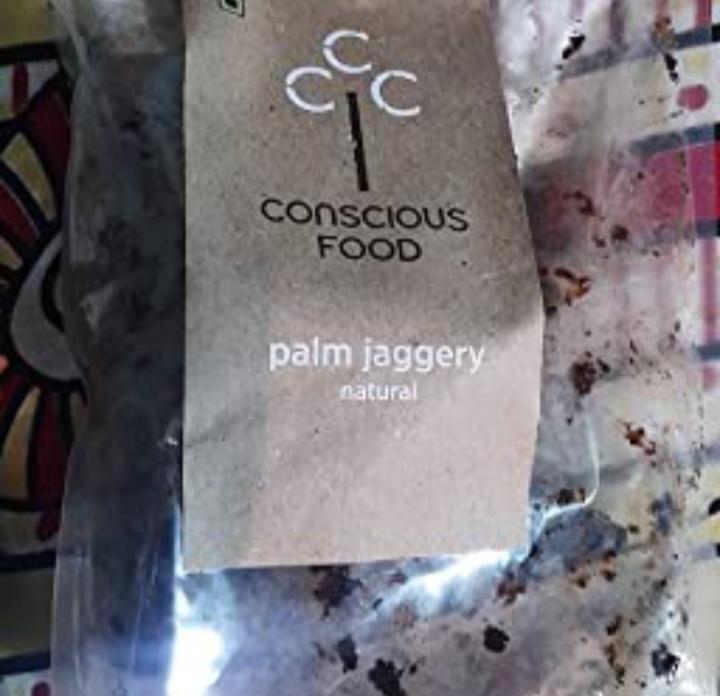 CONSCIOUS
FOOD
palm jaggery
natural